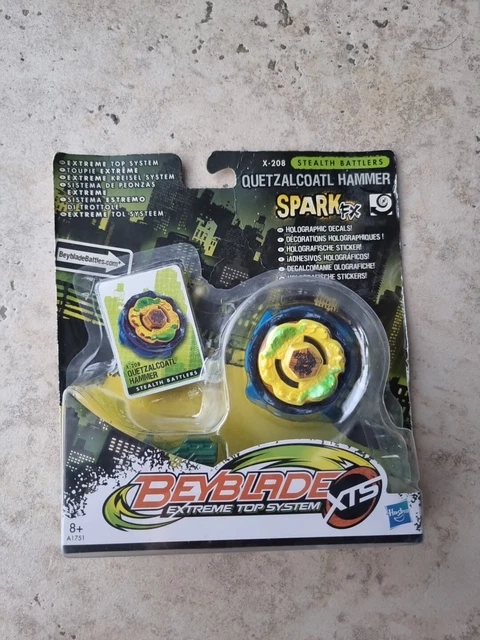 X-208 STEALTH BATTLERS
QUETZALCOATL HAMMER
SPARK FX
EXTREME TOP SYSTEM
TOUPIE EXTRÊME
EXTREME KREISEL SYSTEM
SISTEMA DE PEONZAS
EXTREME
SISTEMA ESTREMO
DI TROTTOLE
EXTREME TOL SYSTEEM
HOLOGRAPHIC DECALS!
DÉCORATIONS HOLOGRAPHIQUES !
HOLOGRAFISCHE STICKER!
¡ADHESIVOS HOLOGRÁFICOS!
DECALCOMANIE OLOGRAFICHE!
HOLOGRAFISCHE STICKERS!
BeybladeBattles.com
X-208
QUETZALCOATL
HAMMER
STEALTH BATTLERS
BEYBLADE
EXTREME TOP SYSTEM
XTS
8+
A1751
Hasbro